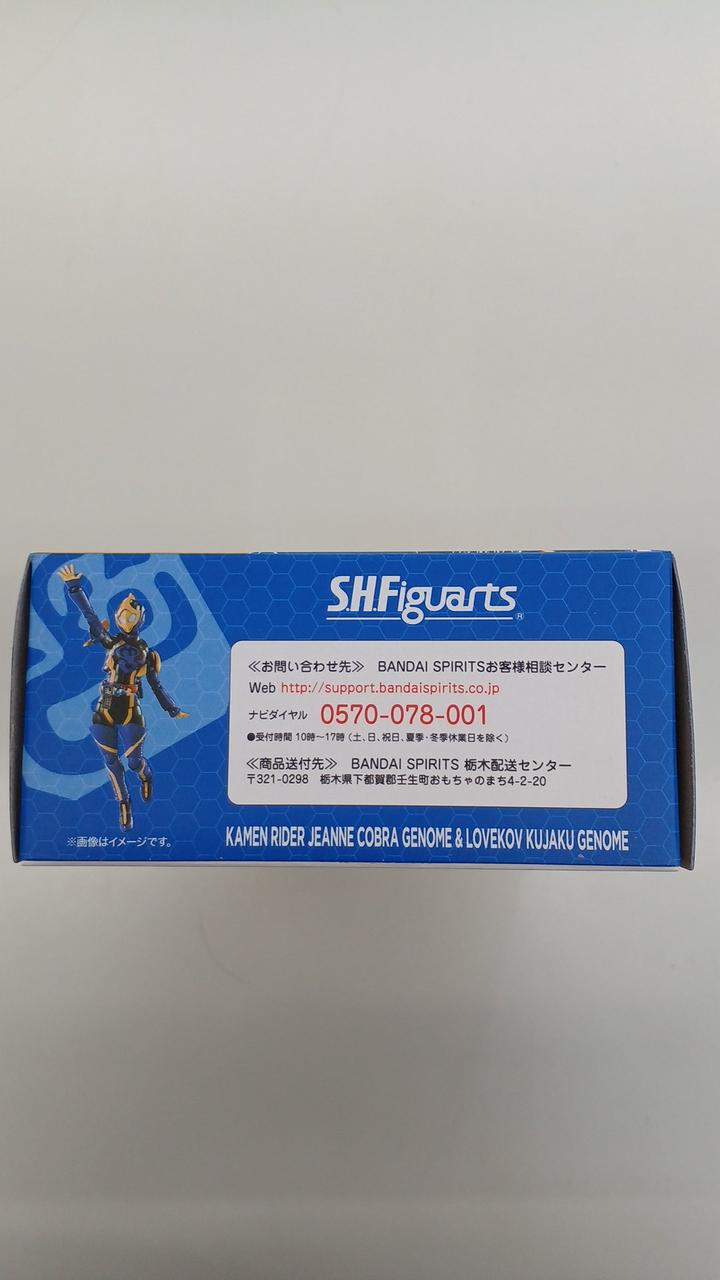 S.H.Figuarts®
≪お問い合わせ先≫ BANDAI SPIRITSお客様相談センター
Web http://support.bandaispirits.co.jp
ナビダイヤル 0570-078-001
●受付時間 10時〜17時（土、日、祝日、夏季・冬季休業日を除く）
≪商品送付先≫ BANDAI SPIRITS 栃木配送センター
〒321-0298 栃木県下都賀郡壬生町おもちゃのまち4-2-20
※画像はイメージです。
KAMEN RIDER JEANNE COBRA GENOME & LOVEKOV KUJAKU GENOME